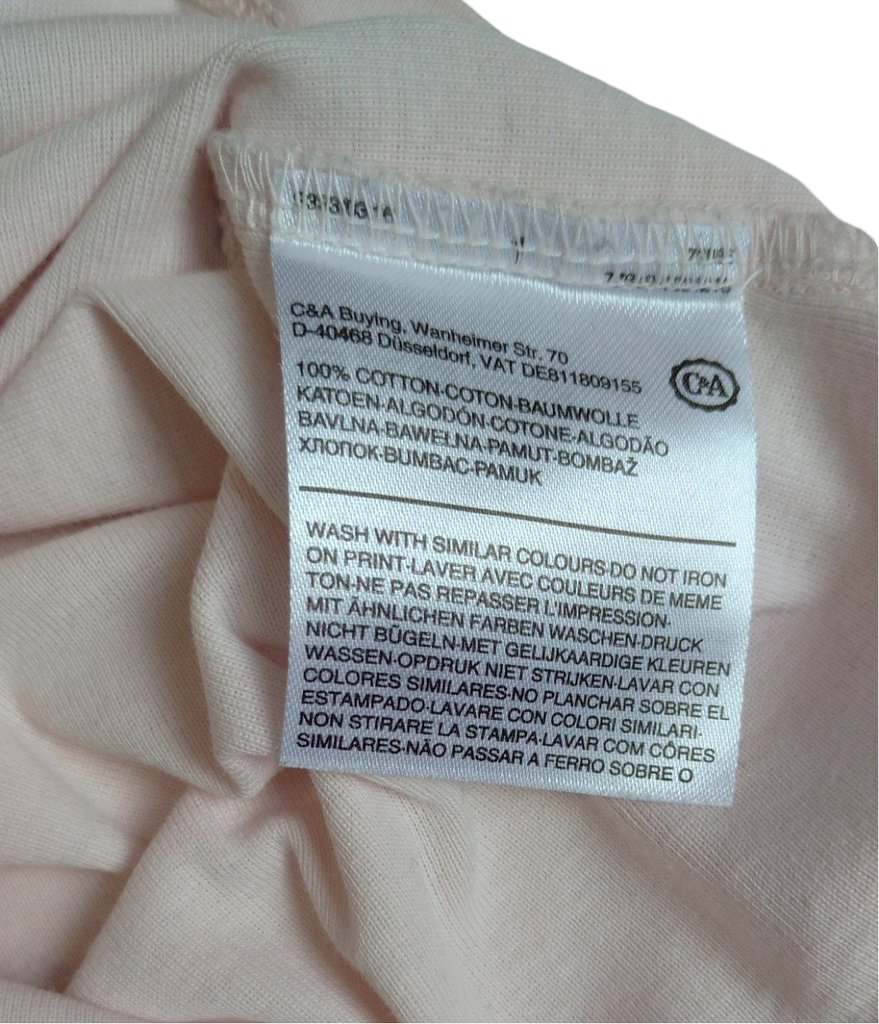 C&A Buying, Wanheimer Str. 70
D-40468 Düsseldorf, VAT DE811809155
C&A
100% COTTON-COTON-BAUMWOLLE
KATOEN-ALGODÓN-COTONE-ALGODÃO
BAVLNA-BAWEŁNA-PAMUT-BOMBAŽ
ХЛОПОК-BUMBAC-PAMUK
WASH WITH SIMILAR COLOURS-DO NOT IRON
ON PRINT-LAVER AVEC COULEURS DE MEME
TON-NE PAS REPASSER L'IMPRESSION-
MIT ÄHNLICHEN FARBEN WASCHEN-DRUCK
NICHT BÜGELN-MET GELIJKAARDIGE KLEUREN
WASSEN-OPDRUK NIET STRIJKEN-LAVAR CON
COLORES SIMILARES-NO PLANCHAR SOBRE EL
ESTAMPADO-LAVARE CON COLORI SIMILARI-
NON STIRARE LA STAMPA-LAVAR COM CÔRES
SIMILARES-NÃO PASSAR A FERRO SOBRE O